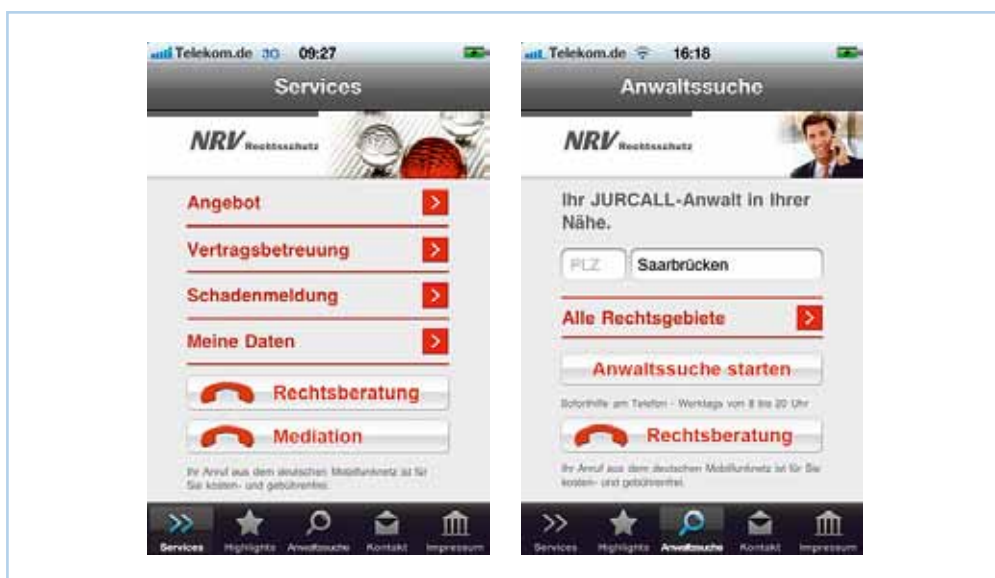 Telekom.de 3G 09:27
Services
NRV Rechtsschutz
Angebot
Vertragsbetreuung
Schadenmeldung
Meine Daten
Rechtsberatung
Mediation
Ihr Anruf aus dem deutschen Mobilfunknetz ist für
Sie kosten- und gebührenfrei.
Services Highlights Anwaltssuche Kontakt Impressum
Telekom.de 16:18
Anwaltssuche
NRV Rechtsschutz
Ihr JURCALL-Anwalt in Ihrer
Nähe.
PLZ Saarbrücken
Alle Rechtsgebiete
Anwaltssuche starten
Soforthilfe am Telefon - Werktags von 8 bis 20 Uhr
Rechtsberatung
Ihr Anruf aus dem deutschen Mobilfunknetz ist für Sie
kosten- und gebührenfrei.
Services Highlights Anwaltssuche Kontakt Impressum